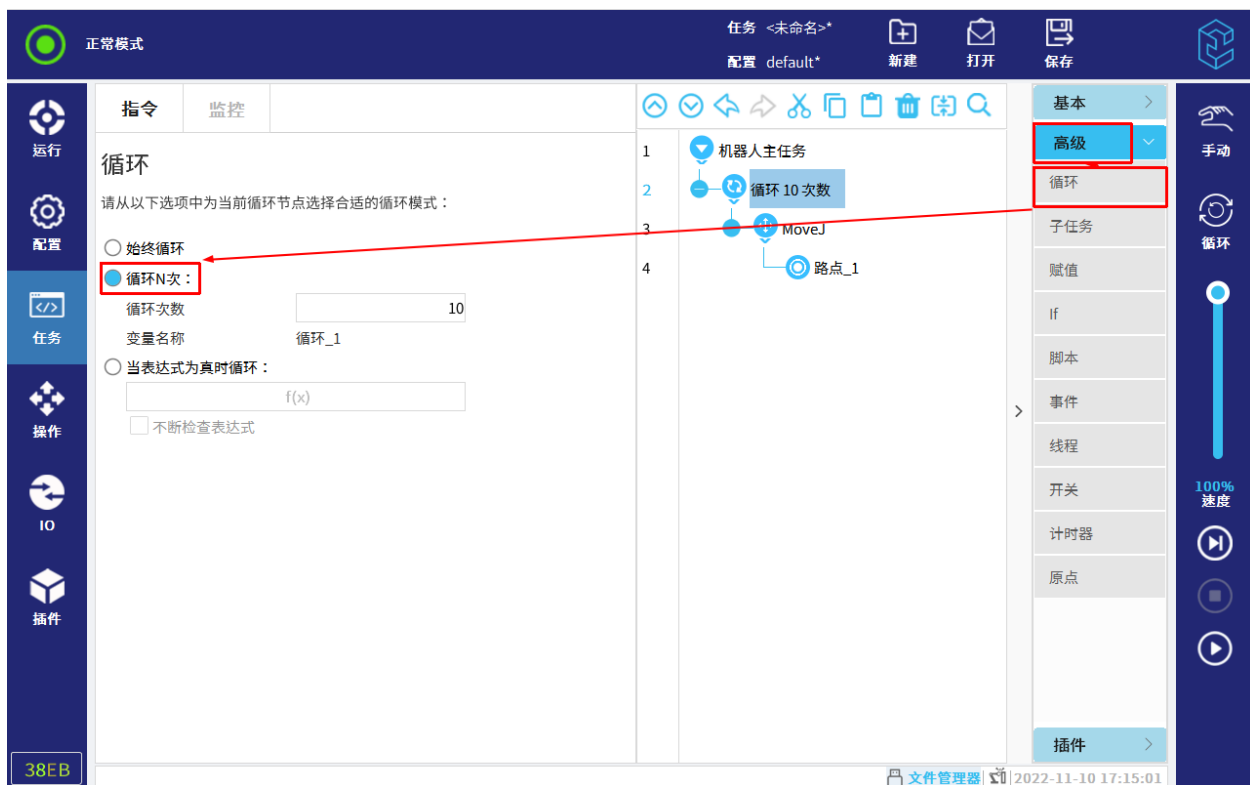 正常模式
任务 <未命名>*
配置 default*
新建
打开
保存
运行
配置
任务
操作
IO
插件
38EB
指令
监控
循环
请从以下选项中为当前循环节点选择合适的循环模式：
始终循环
循环N次：
循环次数 10
变量名称 循环_1
当表达式为真时循环：
f(x)
不断检查表达式
1 机器人主任务
2 循环 10 次数
3 MoveJ
4 路点_1
基本
高级
循环
子任务
赋值
If
脚本
事件
线程
开关
计时器
原点
插件
手动
循环
100%
速度
文件管理器
2022-11-10 17:15:01